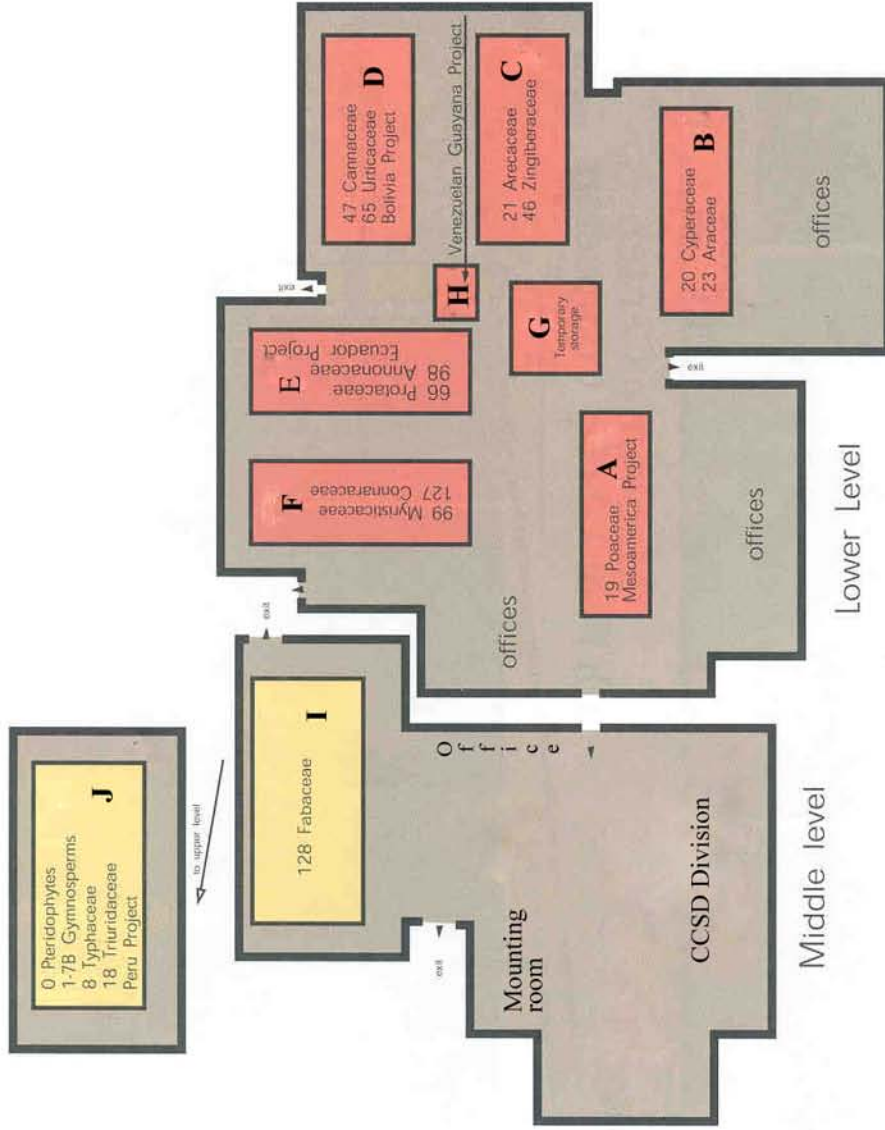 0 Pteridophytes
1-7B Gymnosperms
8 Typhaceae
18 Triuridaceae
Peru Project
J
to upper level
128 Fabaceae
I
exit
exit
Office
Mounting
room
CCSD Division
Middle level
exit
47 Cannaceae
65 Urticaceae
Bolivia Project
D
66 Protaceae
98 Annonaceae
Ecuador Project
E
99 Myristicaceae
127 Connaraceae
F
H
Venezuelan Guayana Project
21 Arecaceae
46 Zingiberaceae
C
G
Temporary
storage
offices
19 Poaceae
Mesoamerica Project
A
20 Cyperaceae
23 Araceae
B
exit
offices
offices
Lower Level